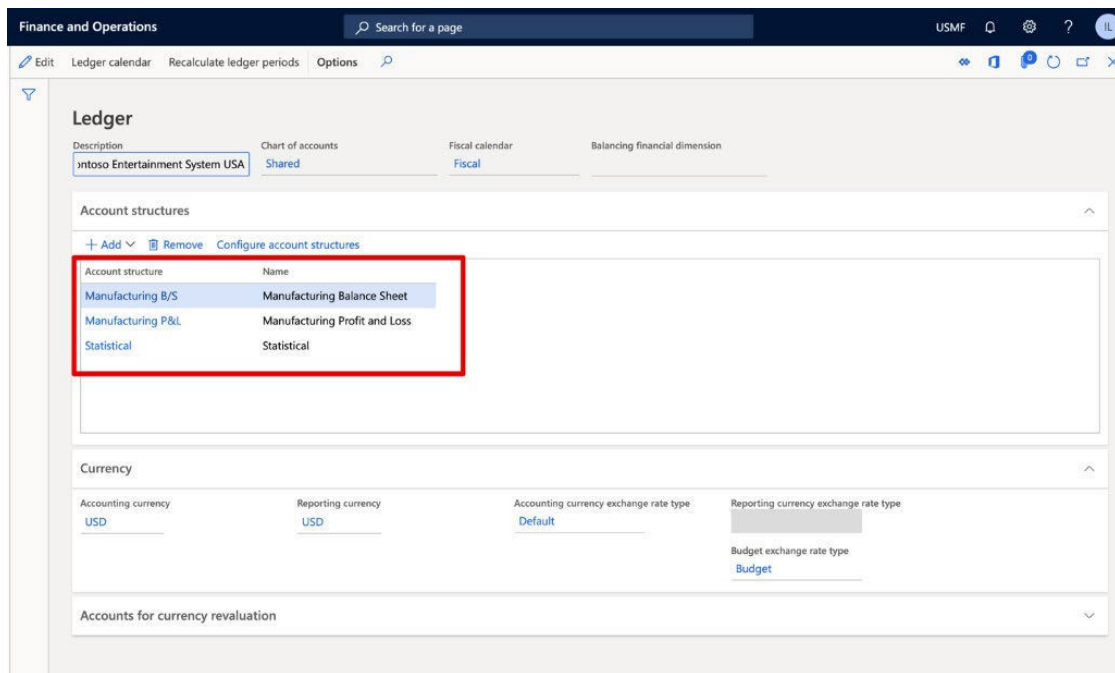 Finance and Operations Search for a page USMF ? IL
Edit Ledger calendar Recalculate ledger periods Options 0
Ledger
Description Chart of accounts Fiscal calendar Balancing financial dimension
ontoso Entertainment System USA Shared Fiscal
Account structures
+ Add Remove Configure account structures
Account structure Name
Manufacturing B/S Manufacturing Balance Sheet
Manufacturing P&L Manufacturing Profit and Loss
Statistical Statistical
Currency
Accounting currency Reporting currency Accounting currency exchange rate type Reporting currency exchange rate type
USD USD Default
Budget exchange rate type
Budget
Accounts for currency revaluation